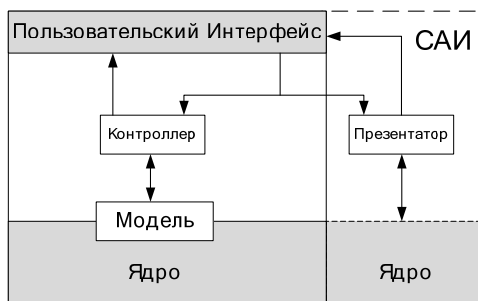 Пользовательский Интерфейс
САИ
Контроллер
Презентатор
Модель
Ядро
Ядро